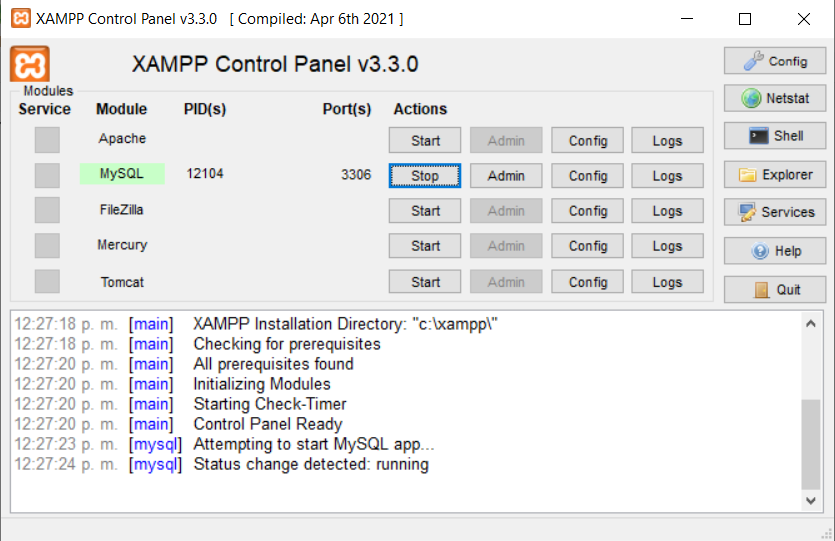 XAMPP Control Panel v3.3.0 [ Compiled: Apr 6th 2021 ]
XAMPP Control Panel v3.3.0
Config
Modules
Service Module PID(s) Port(s) Actions
Netstat
Apache Start Admin Config Logs
Shell
MySQL 12104 3306 Stop Admin Config Logs
Explorer
FileZilla Start Admin Config Logs
Services
Mercury Start Admin Config Logs
Help
Tomcat Start Admin Config Logs
Quit
12:27:18 p. m. [main] XAMPP Installation Directory: "c:\xampp\"
12:27:18 p. m. [main] Checking for prerequisites
12:27:20 p. m. [main] All prerequisites found
12:27:20 p. m. [main] Initializing Modules
12:27:20 p. m. [main] Starting Check-Timer
12:27:20 p. m. [main] Control Panel Ready
12:27:23 p. m. [mysql] Attempting to start MySQL app...
12:27:24 p. m. [mysql] Status change detected: running